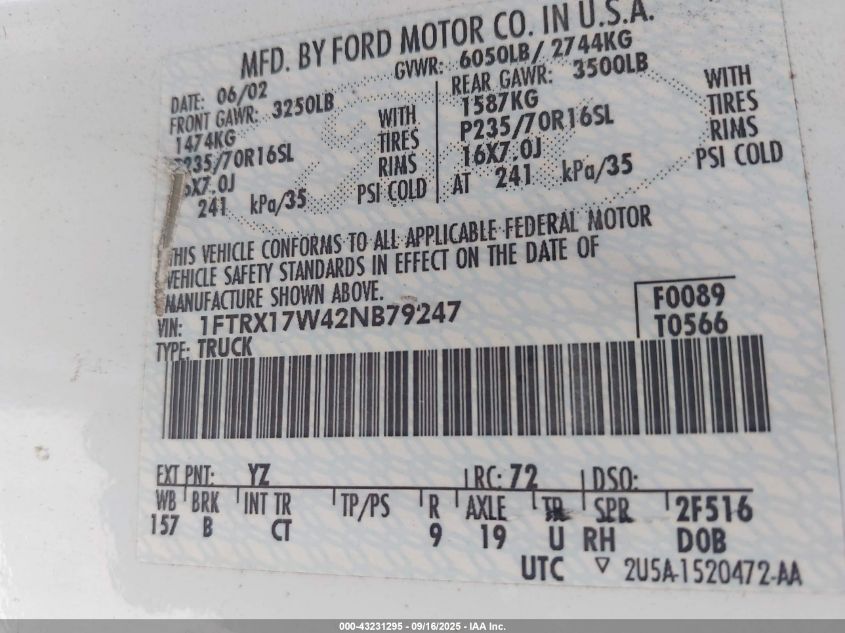 MFD. BY FORD MOTOR CO. IN U.S.A.
DATE: 06/02 GVWR: 6050LB/ 2744KG
FRONT GAWR: 3250LB REAR GAWR: 3500LB
1474KG WITH 1587KG WITH
P235/70R16SL TIRES P235/70R16SL TIRES
16X7.0J RIMS 16X7.0J RIMS
241 kPa/35 PSI COLD AT 241 kPa/35 PSI COLD
THIS VEHICLE CONFORMS TO ALL APPLICABLE FEDERAL MOTOR
VEHICLE SAFETY STANDARDS IN EFFECT ON THE DATE OF
MANUFACTURE SHOWN ABOVE.
VIN: 1FTRX17W42NB79247 F0089
TYPE: TRUCK T0566
EXT PNT: YZ RC: 72 DSO:
WB BRK INT TR TP/PS R AXLE TR SPR 2F516
157 B CT 9 19 U RH DOB
UTC ▽ 2U5A-1520472-AA
000-43231295 - 09/16/2025 - IAA Inc.